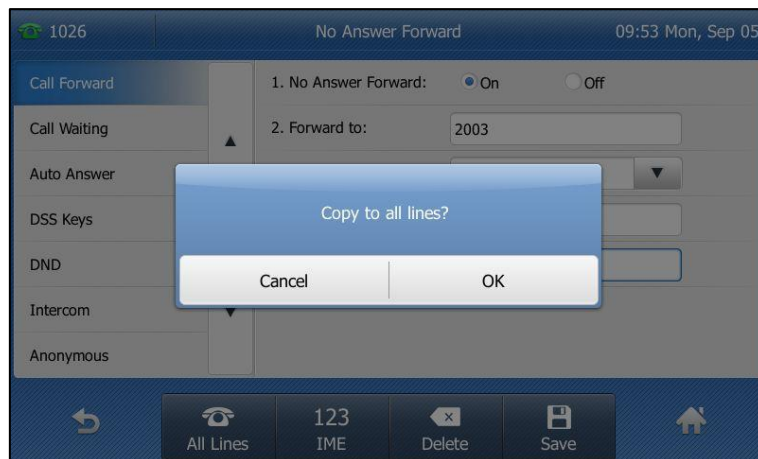 1026 No Answer Forward 09:53 Mon, Sep 05
Call Forward
Call Waiting
Auto Answer
DSS Keys
DND
Intercom
Anonymous
1. No Answer Forward: On Off
2. Forward to: 2003
Copy to all lines?
Cancel OK
All Lines
123
IME
Delete
Save